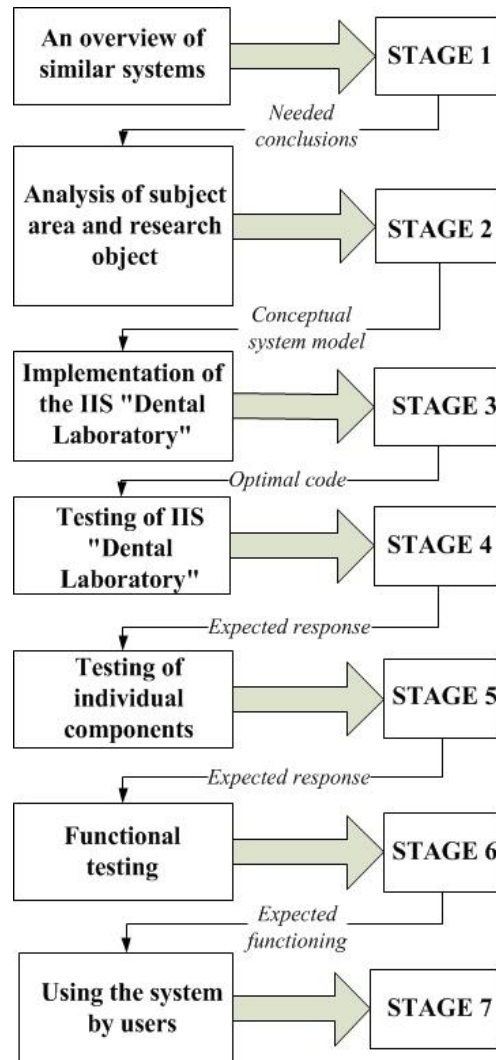 An overview of
similar systems
STAGE 1
Needed
conclusions
Analysis of subject
area and research
object
STAGE 2
Conceptual
system model
Implementation of
the IIS "Dental
Laboratory"
STAGE 3
Optimal code
Testing of IIS
"Dental
Laboratory"
STAGE 4
Expected response
Testing of
individual
components
STAGE 5
Expected response
Functional
testing
STAGE 6
Expected
functioning
Using the system
by users
STAGE 7